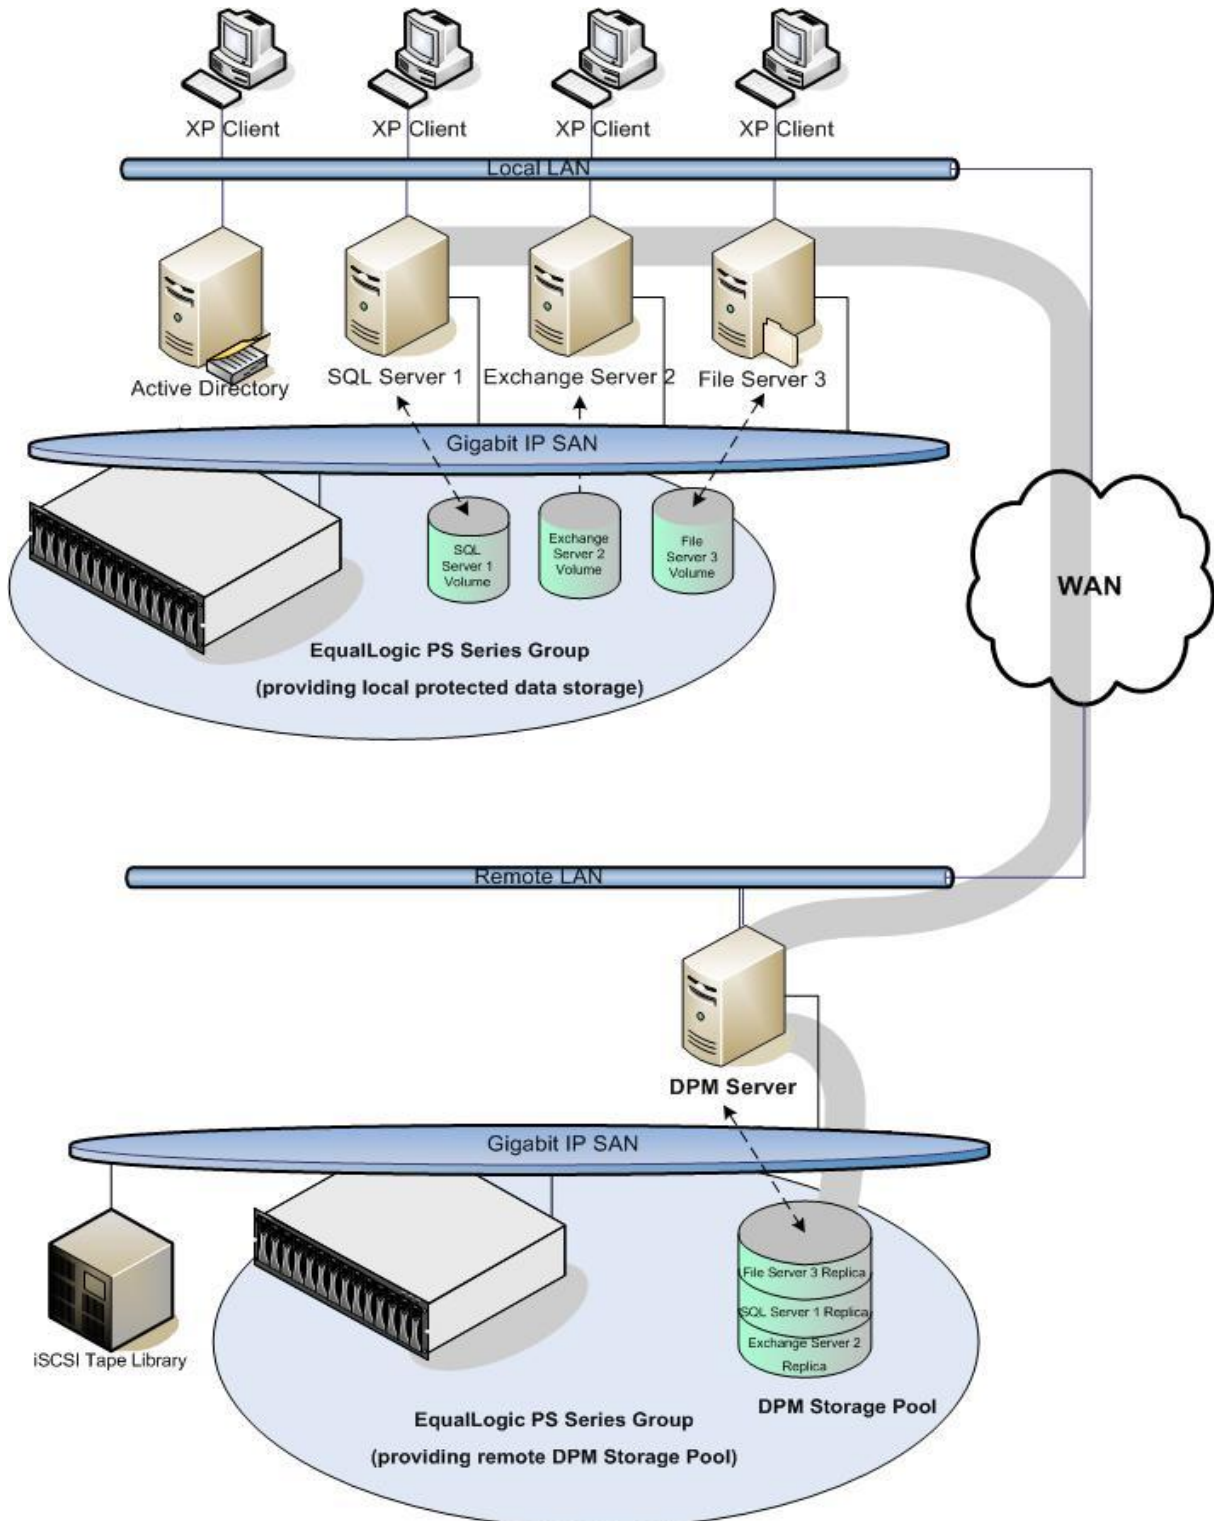 XP Client
XP Client
XP Client
XP Client
Local LAN
Active Directory
SQL Server 1
Exchange Server 2
File Server 3
Gigabit IP SAN
SQL
Server 1
Volume
Exchange
Server 2
Volume
File
Server 3
Volume
EqualLogic PS Series Group
(providing local protected data storage)
WAN
Remote LAN
DPM Server
Gigabit IP SAN
File Server 3 Replica
SQL Server 1 Replica
Exchange Server 2
Replica
iSCSI Tape Library
DPM Storage Pool
EqualLogic PS Series Group
(providing remote DPM Storage Pool)